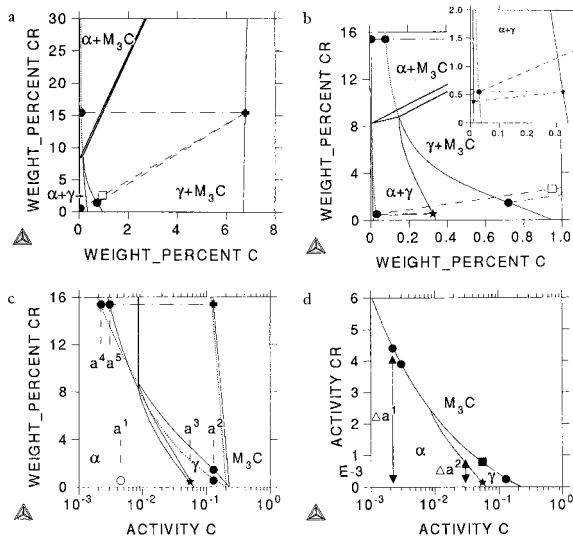 a
30
25
20
15
10
5
0
WEIGHT_PERCENT CR
α+M₃C
α+γ
γ+M₃C
0 2 4 6 8
WEIGHT_PERCENT C
b
16
12
8
4
0
WEIGHT_PERCENT CR
α+M₃C
γ+M₃C
α+γ
0 0.2 0.4 0.6 0.8 1.0
WEIGHT_PERCENT C
2.0
1.5
1.0
0.5
0
α+γ
0 0.1 0.2 0.3
c
16
12
8
4
0
WEIGHT_PERCENT CR
a⁴ a⁵
a¹ a³ a²
α γ M₃C
10⁻³ 10⁻² 10⁻¹ 10⁰
ACTIVITY C
d
6
5
4
3
2
1
0
m-3
ACTIVITY CR
△a¹
M₃C
α
△a²
γ
10⁻³ 10⁻² 10⁻¹ 10⁰
ACTIVITY C